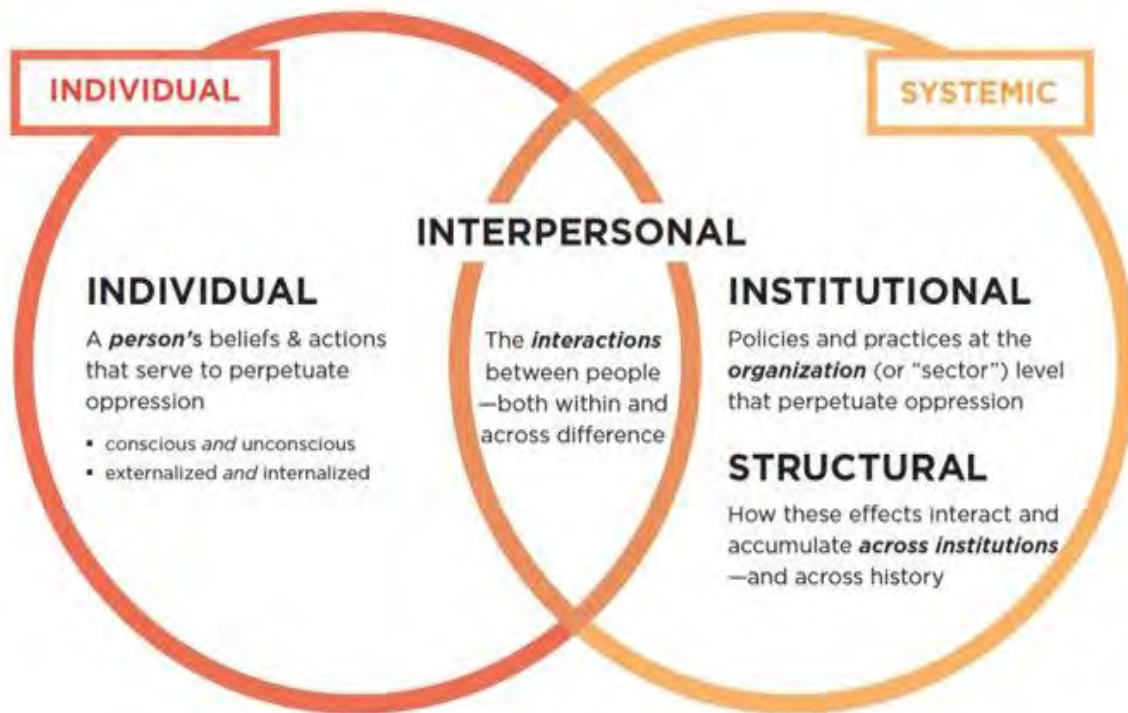 INDIVIDUAL
SYSTEMIC
INTERPERSONAL
INDIVIDUAL
A person's beliefs & actions
that serve to perpetuate
oppression
▪ conscious and unconscious
▪ externalized and internalized
The interactions
between people
—both within and
across difference
INSTITUTIONAL
Policies and practices at the
organization (or "sector") level
that perpetuate oppression
STRUCTURAL
How these effects interact and
accumulate across institutions
—and across history